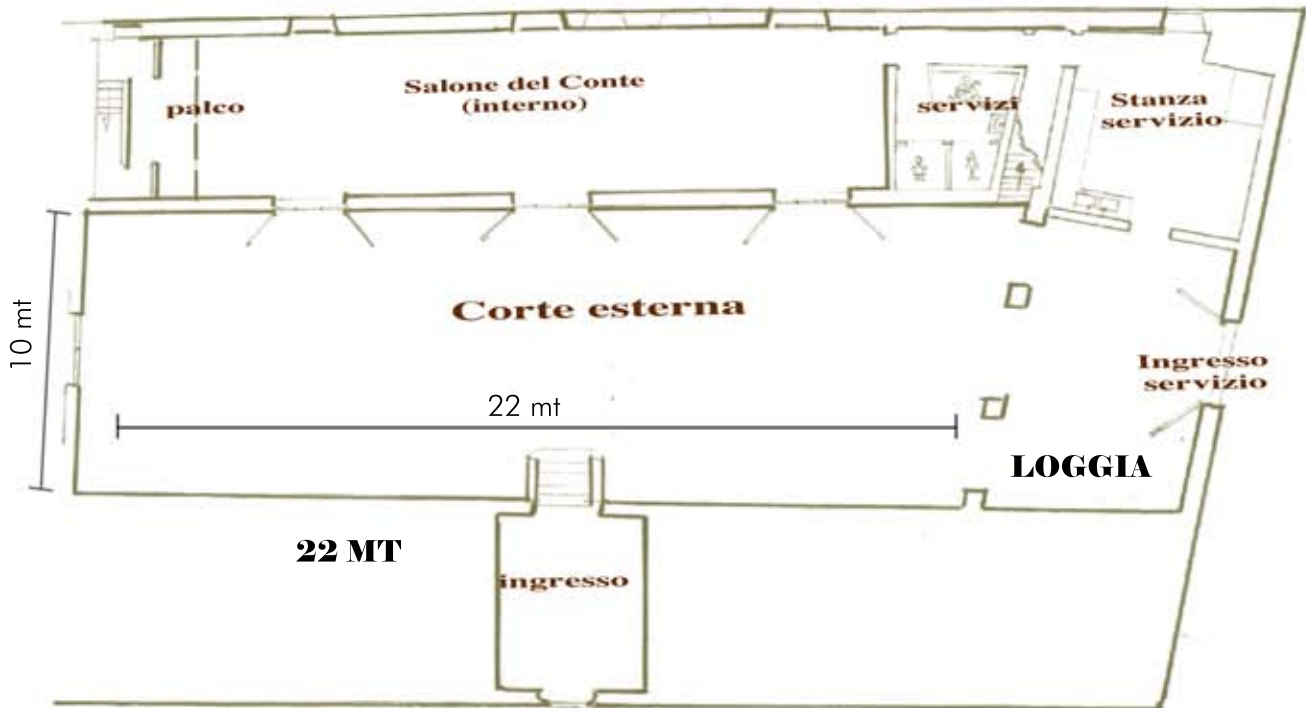 Salone del Conte
(interno)
palco
servizi
Stanza
servizio
Corte esterna
10 mt
22 mt
Ingresso
servizio
LOGGIA
22 MT
ingresso